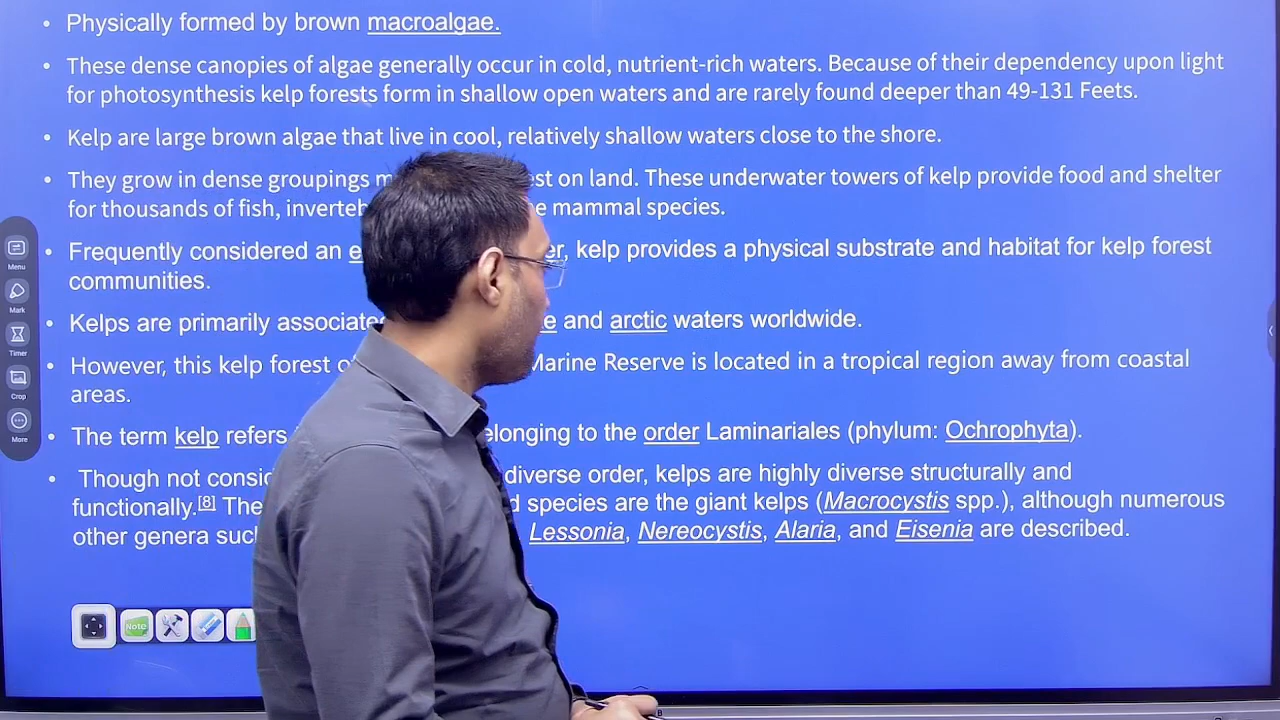 • Physically formed by brown macroalgae.
• These dense canopies of algae generally occur in cold, nutrient-rich waters. Because of their dependency upon light
for photosynthesis kelp forests form in shallow open waters and are rarely found deeper than 49-131 Feets.
• Kelp are large brown algae that live in cool, relatively shallow waters close to the shore.
• They grow in dense groupings est on land. These underwater towers of kelp provide food and shelter
for thousands of fish, mammal species.
• Frequently considered an kelp provides a physical substrate and habitat for kelp forest
communities.
• Kelps are primarily and arctic waters worldwide.
• However, this kelp forest Marine Reserve is located in a tropical region away from coastal
areas.
• The term kelp refers belonging to the order Laminariales (phylum: Ochrophyta).
• Though not diverse order, kelps are highly diverse structurally and
functionally.[8] The species are the giant kelps (Macrocystis spp.), although numerous
other genera Lessonia, Nereocystis, Alaria, and Eisenia are described.
Menu
Mark
Timer
Crop
More
Note